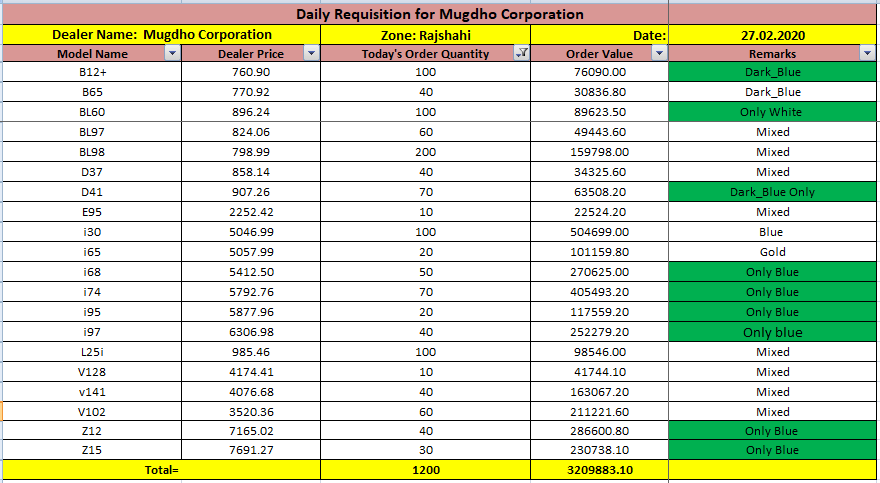 Daily Requisition for Mugdho Corporation
Dealer Name: Mugdho Corporation Zone: Rajshahi Date: 27.02.2020
Model Name Dealer Price Today's Order Quantity Order Value Remarks
B12+ 760.90 100 76090.00 Dark_Blue
B65 770.92 40 30836.80 Dark_Blue
BL60 896.24 100 89623.50 Only White
BL97 824.06 60 49443.60 Mixed
BL98 798.99 200 159798.00 Mixed
D37 858.14 40 34325.60 Mixed
D41 907.26 70 63508.20 Dark_Blue Only
E95 2252.42 10 22524.20 Mixed
i30 5046.99 100 504699.00 Blue
i65 5057.99 20 101159.80 Gold
i68 5412.50 50 270625.00 Only Blue
i74 5792.76 70 405493.20 Only Blue
i95 5877.96 20 117559.20 Only Blue
i97 6306.98 40 252279.20 Only blue
L25i 985.46 100 98546.00 Mixed
V128 4174.41 10 41744.10 Mixed
v141 4076.68 40 163067.20 Mixed
V102 3520.36 60 211221.60 Mixed
Z12 7165.02 40 286600.80 Only Blue
Z15 7691.27 30 230738.10 Only Blue
Total= 1200 3209883.10